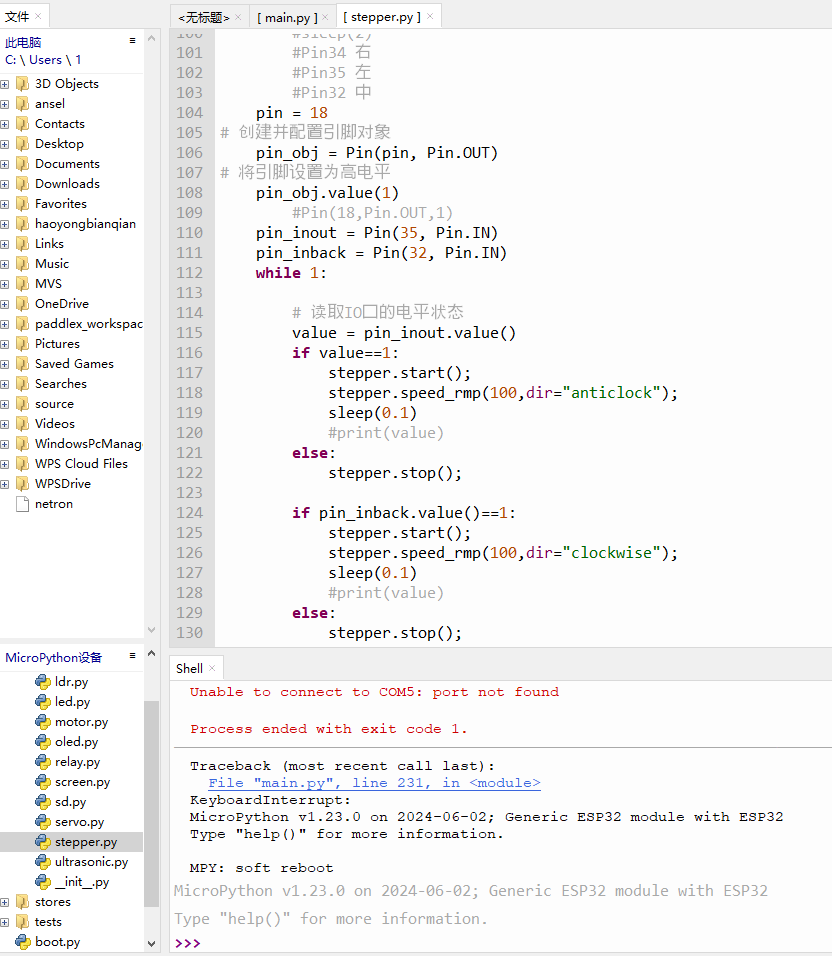 文件 ×
此电脑 ≡
C: \ Users \ 1
3D Objects
ansel
Contacts
Desktop
Documents
Downloads
Favorites
haoyongbianqian
Links
Music
MVS
OneDrive
paddlex_workspac
Pictures
Saved Games
Searches
source
Videos
WindowsPcManag
WPS Cloud Files
WPSDrive
netron
MicroPython设备 ≡
ldr.py
led.py
motor.py
oled.py
relay.py
screen.py
sd.py
servo.py
stepper.py
ultrasonic.py
__init__.py
stores
tests
boot.py
<无标题> × [ main.py ] × [ stepper.py ] ×
100 #sleep(2)
101 #Pin34 右
102 #Pin35 左
103 #Pin32 中
104 pin = 18
105 # 创建并配置引脚对象
106 pin_obj = Pin(pin, Pin.OUT)
107 # 将引脚设置为高电平
108 pin_obj.value(1)
109 #Pin(18,Pin.OUT,1)
110 pin_inout = Pin(35, Pin.IN)
111 pin_inback = Pin(32, Pin.IN)
112 while 1:
113
114 # 读取IO口的电平状态
115 value = pin_inout.value()
116 if value==1:
117 stepper.start();
118 stepper.speed_rmp(100,dir="anticlock");
119 sleep(0.1)
120 #print(value)
121 else:
122 stepper.stop();
123
124 if pin_inback.value()==1:
125 stepper.start();
126 stepper.speed_rmp(100,dir="clockwise");
127 sleep(0.1)
128 #print(value)
129 else:
130 stepper.stop();
Shell ×
Unable to connect to COM5: port not found
Process ended with exit code 1.
Traceback (most recent call last):
File "main.py", line 231, in <module>
KeyboardInterrupt:
MicroPython v1.23.0 on 2024-06-02; Generic ESP32 module with ESP32
Type "help()" for more information.
MPY: soft reboot
MicroPython v1.23.0 on 2024-06-02; Generic ESP32 module with ESP32
Type "help()" for more information.
>>>